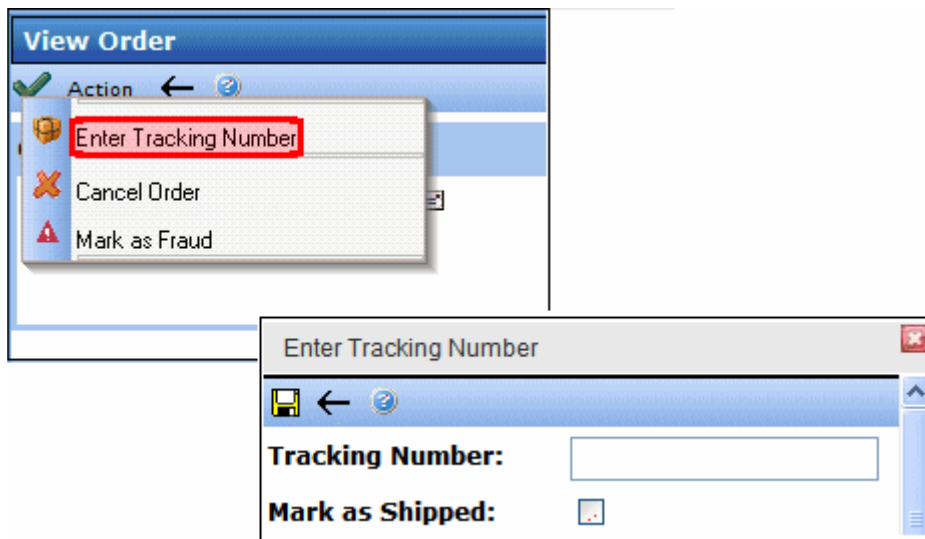 View Order
Action
Enter Tracking Number
Cancel Order
Mark as Fraud
Enter Tracking Number
Tracking Number:
Mark as Shipped: